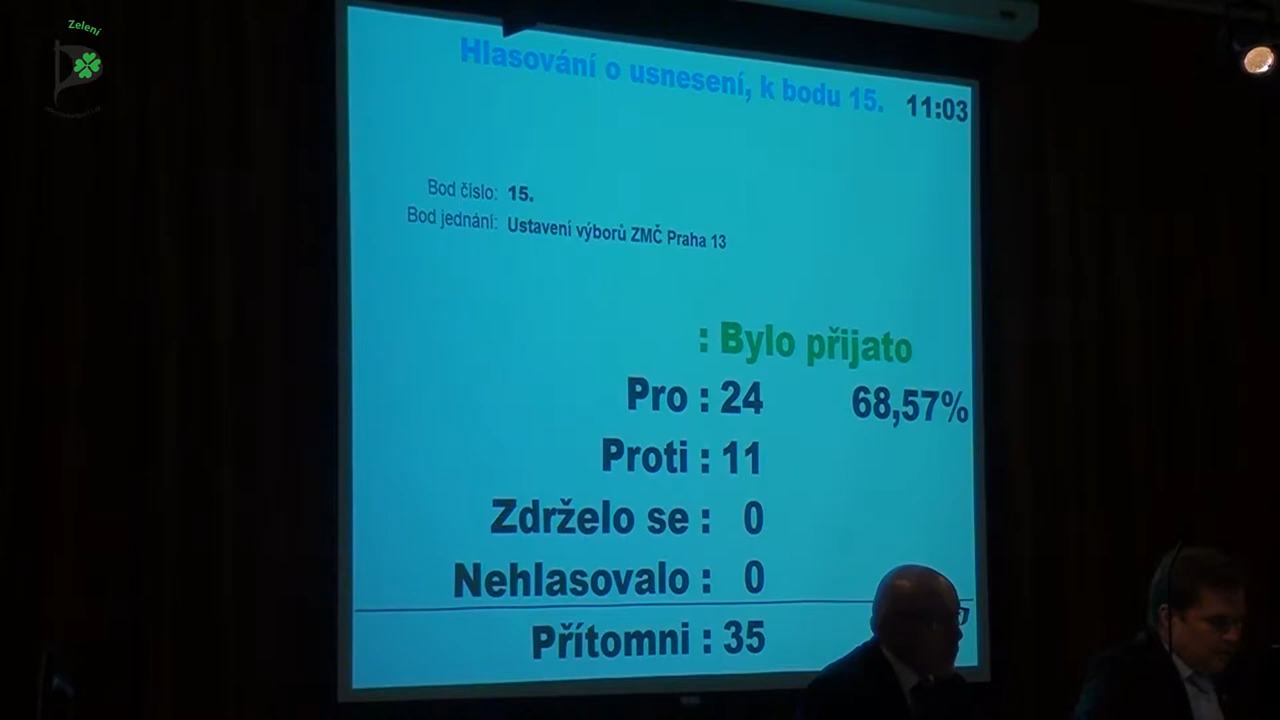 Zelení
Hlasování o usnesení, k bodu 15. 11:03
Bod číslo: 15.
Bod jednání: Ustavení výborů ZMČ Praha 13
: Bylo přijato
Pro : 24 68,57%
Proti : 11
Zdrželo se : 0
Nehlasovalo : 0
Přítomni : 35